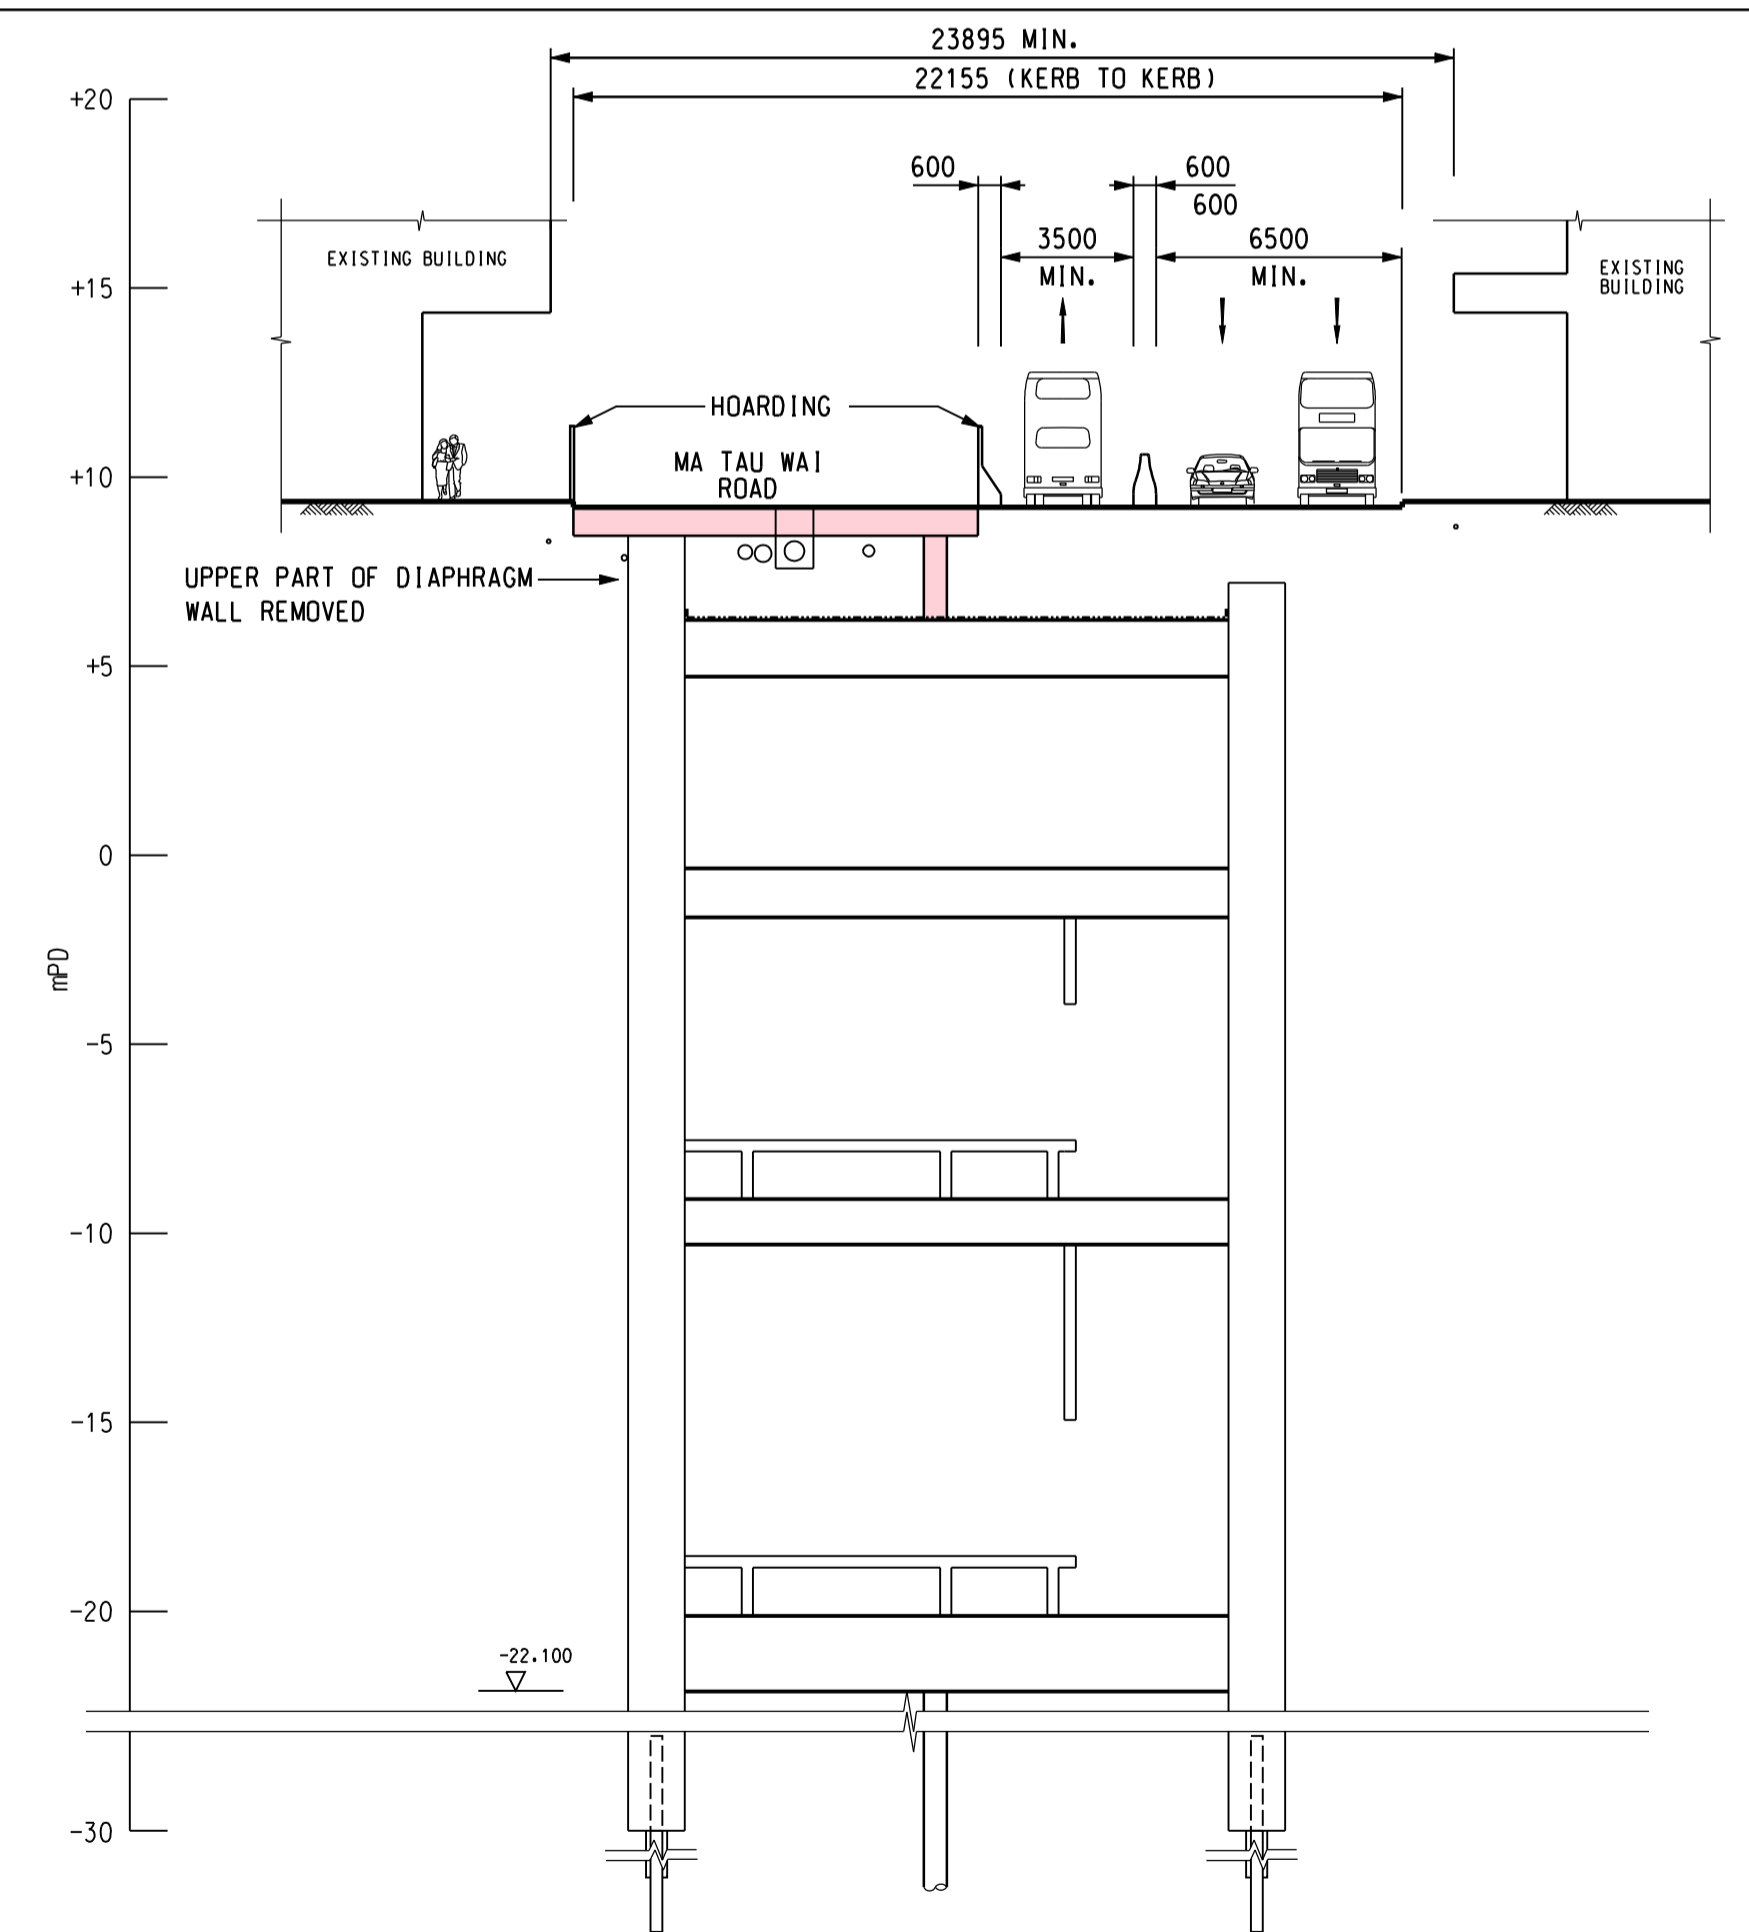 23895 MIN.
22155 (KERB TO KERB)
+20
600
600
600
3500
MIN.
6500
MIN.
EXISTING BUILDING
EXISTING
BUILDING
+15
HOARDING
MA TAU WAI
ROAD
+10
UPPER PART OF DIAPHRAGM
WALL REMOVED
+5
0
mPD
-5
-10
-15
-20
-22.100
-30